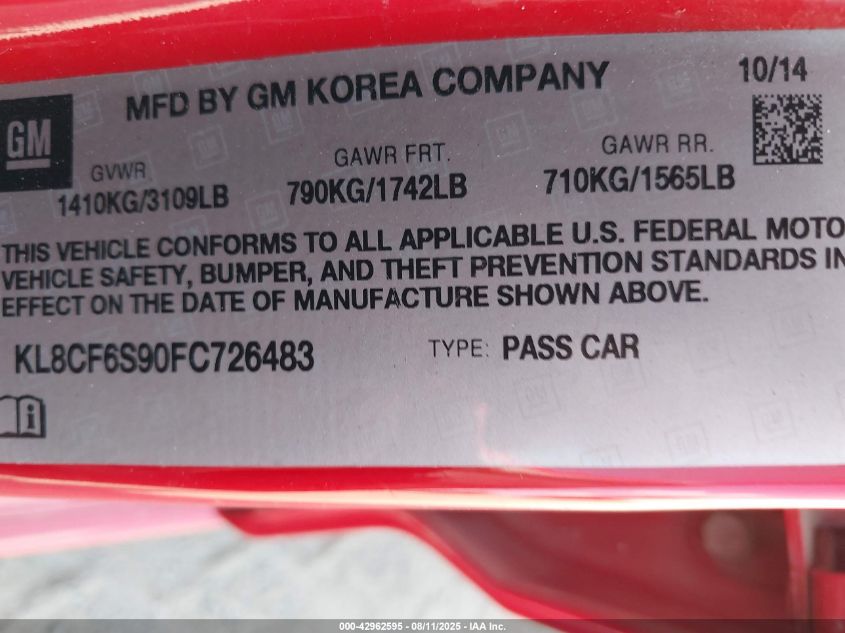 MFD BY GM KOREA COMPANY
10/14
GM
GVWR
1410KG/3109LB
GAWR FRT.
790KG/1742LB
GAWR RR.
710KG/1565LB
THIS VEHICLE CONFORMS TO ALL APPLICABLE U.S. FEDERAL MOTO
VEHICLE SAFETY, BUMPER, AND THEFT PREVENTION STANDARDS IN
EFFECT ON THE DATE OF MANUFACTURE SHOWN ABOVE.
KL8CF6S90FC726483
TYPE: PASS CAR
i
000-42962595 - 08/11/2025 - IAA Inc.